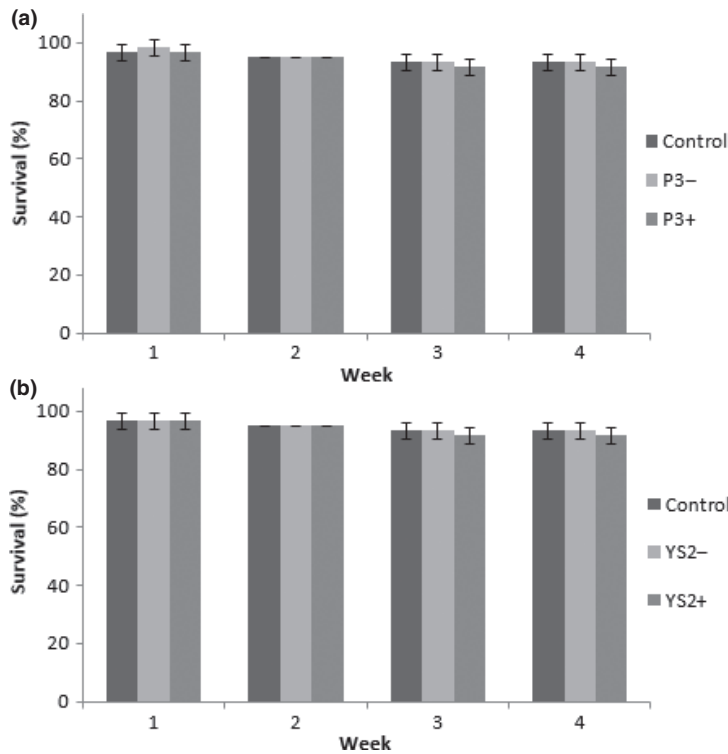 (a)
100
80
60
40
20
0
Survival (%)
1 2 3 4
Week
Control
P3–
P3+
(b)
100
80
60
40
20
0
Survival (%)
1 2 3 4
Week
Control
YS2–
YS2+